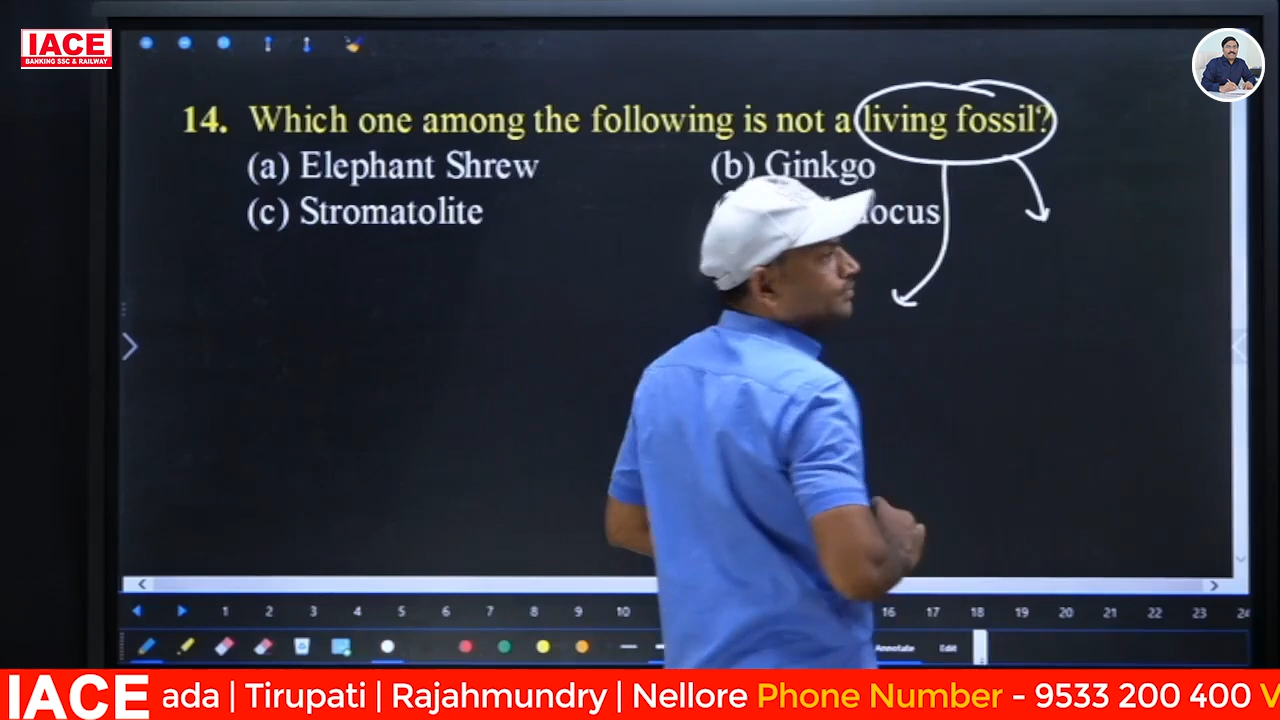 IACE
BANKING SSC & RAILWAY
14. Which one among the following is not a living fossil?
(a) Elephant Shrew (b) Ginkgo
(c) Stromatolite
1 2 3 4 5 6 7 8 9 10 16 17 18 19 20 21 22 23 24
Annotate Edit
IACE ada | Tirupati | Rajahmundry | Nellore Phone Number - 9533 200 400 V